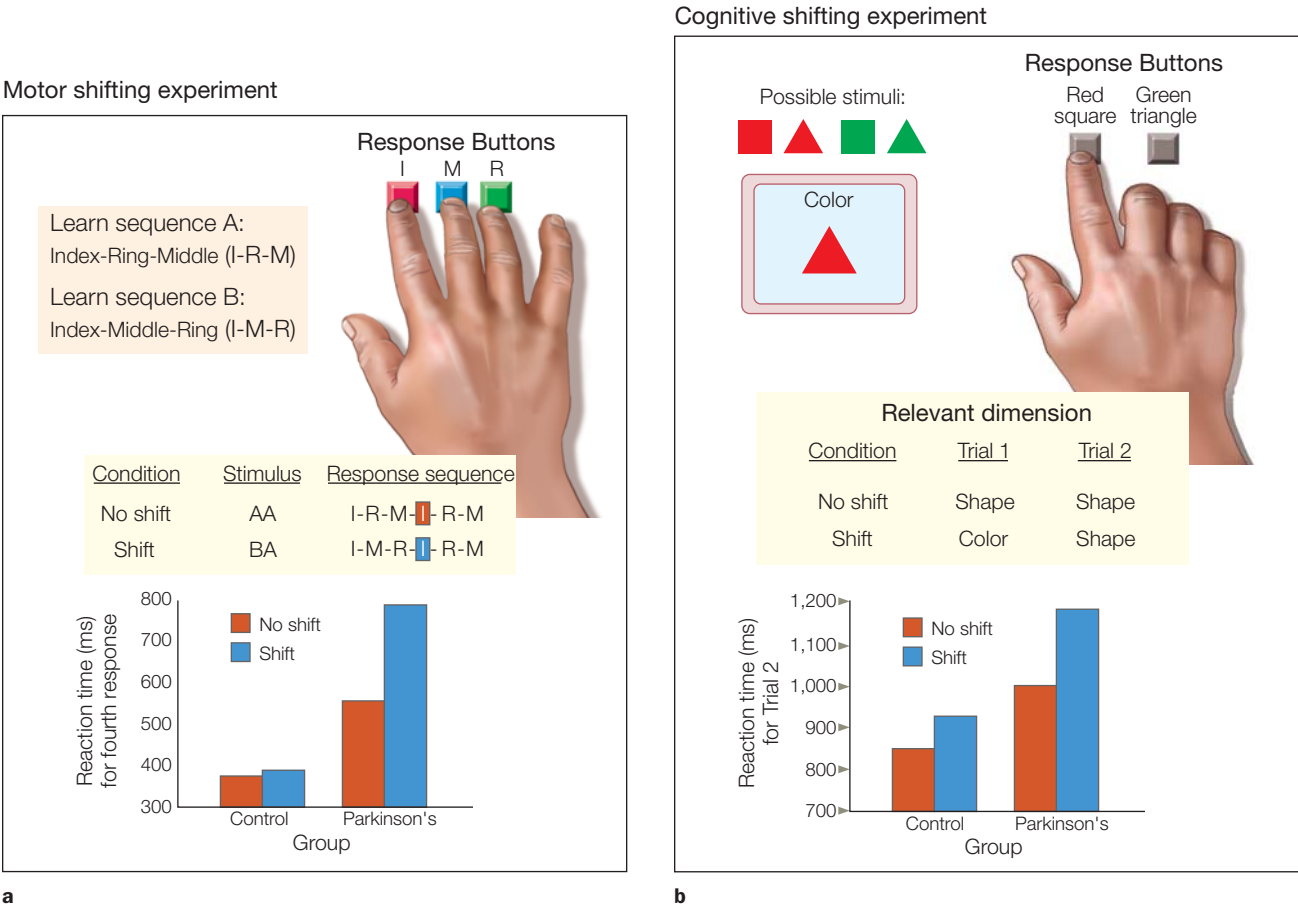 Motor shifting experiment
Response Buttons
I M R
Learn sequence A:
Index-Ring-Middle (I-R-M)
Learn sequence B:
Index-Middle-Ring (I-M-R)
Condition Stimulus Response sequence
No shift AA I-R-M-I-R-M
Shift BA I-M-R-I-R-M
Reaction time (ms)
for fourth response
800
700
600
500
400
300
No shift
Shift
Control Parkinson's
Group
a
Cognitive shifting experiment
Possible stimuli:
Color
Response Buttons
Red Green
square triangle
Relevant dimension
Condition Trial 1 Trial 2
No shift Shape Shape
Shift Color Shape
Reaction time (ms)
for Trial 2
1,200
1,100
1,000
900
800
700
No shift
Shift
Control Parkinson's
Group
b